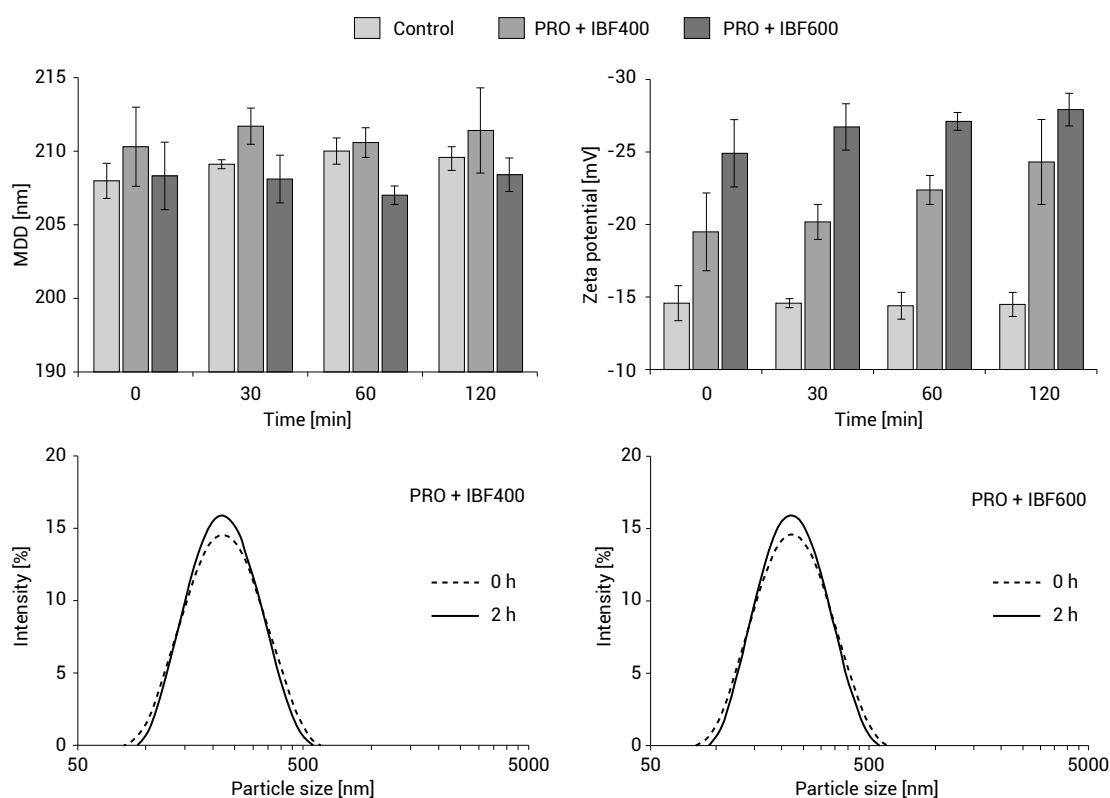 Control PRO + IBF400 PRO + IBF600
215
210
205
200
190
MDD [nm]
0 30 60 120
Time [min]
-30
-25
-20
-15
-10
Zeta potential [mV]
0 30 60 120
Time [min]
20
15
10
5
0
Intensity [%]
PRO + IBF400
0 h
2 h
50 500 5000
Particle size [nm]
20
15
10
5
0
Intensity [%]
PRO + IBF600
0 h
2 h
50 500 5000
Particle size [nm]